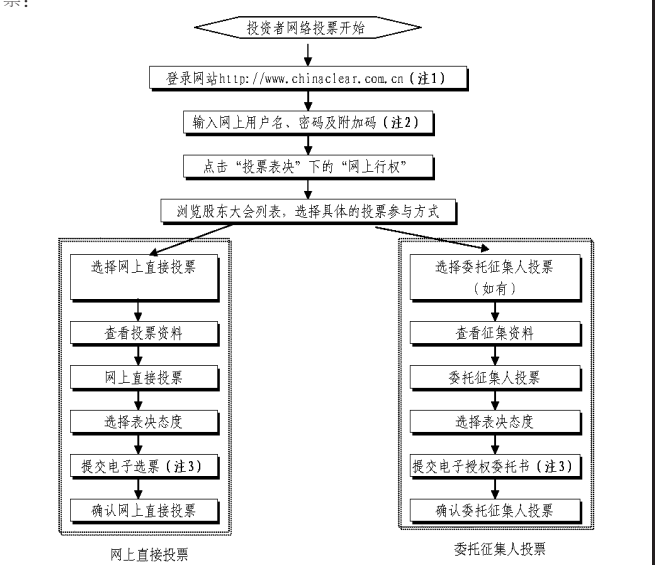 票：
投资者网络投票开始
登录网站http://www.chinaclear.com.cn(注1)
输入网上用户名、密码及附加码(注2)
点击“投票表决”下的“网上行权”
浏览股东大会列表，选择具体的投票参与方式
选择网上直接投票
查看投票资料
网上直接投票
选择表决态度
提交电子选票(注3)
确认网上直接投票
网上直接投票
选择委托征集人投票
(如有)
查看征集资料
委托征集人投票
选择表决态度
提交电子授权委托书(注3)
确认委托征集人投票
委托征集人投票